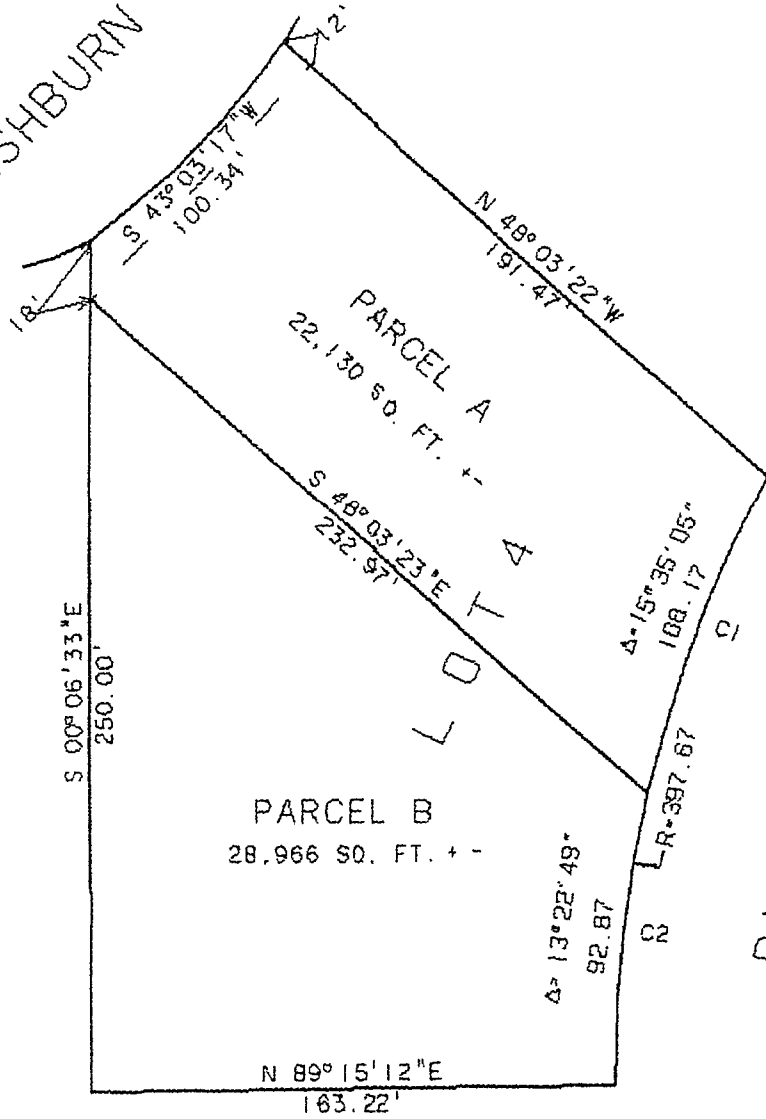 SHBURN
12'
S 43°03'17"W
100.34'
18'
N 48°03'22"W
191.47'
PARCEL A
22,130 SQ. FT. +-
S 48°03'23"E
232.97'
LOT 4
Δ=15°35'05"
108.17
C1
S 00°06'33"E
250.00'
R=397.67
PARCEL B
28,966 SQ. FT. +-
Δ=13°22'49"
92.87
C2
N 89°15'12"E
163.22'